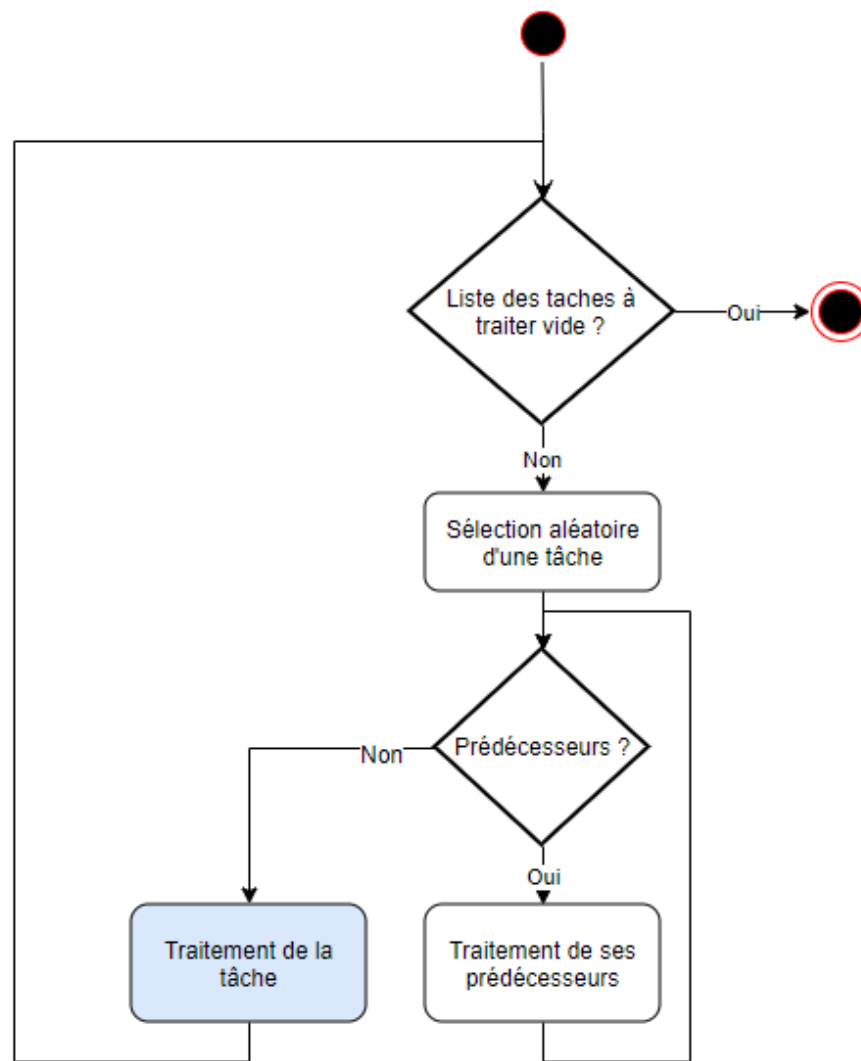 Liste des taches à
traiter vide ?
Oui
Non
Sélection aléatoire
d'une tâche
Prédécesseurs ?
Non
Oui
Traitement de la
tâche
Traitement de ses
prédécesseurs